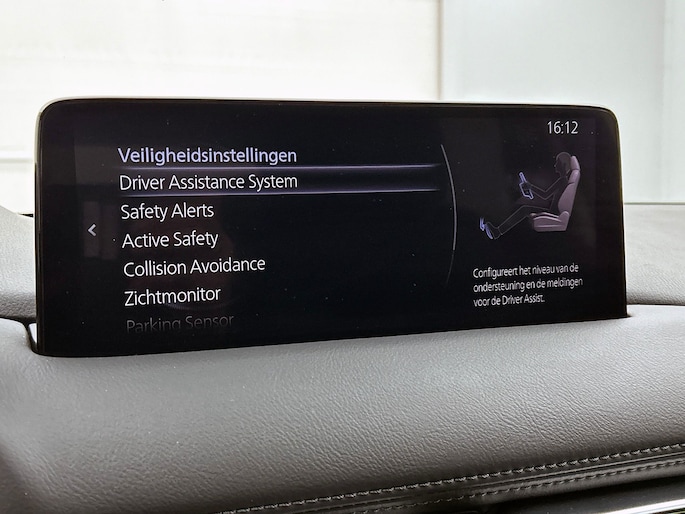 16:12
Veiligheidsinstellingen
Driver Assistance System
Safety Alerts
Active Safety
Collision Avoidance
Zichtmonitor
Parking Sensor
Configureert het niveau van de
ondersteuning en de meldingen
voor de Driver Assist.